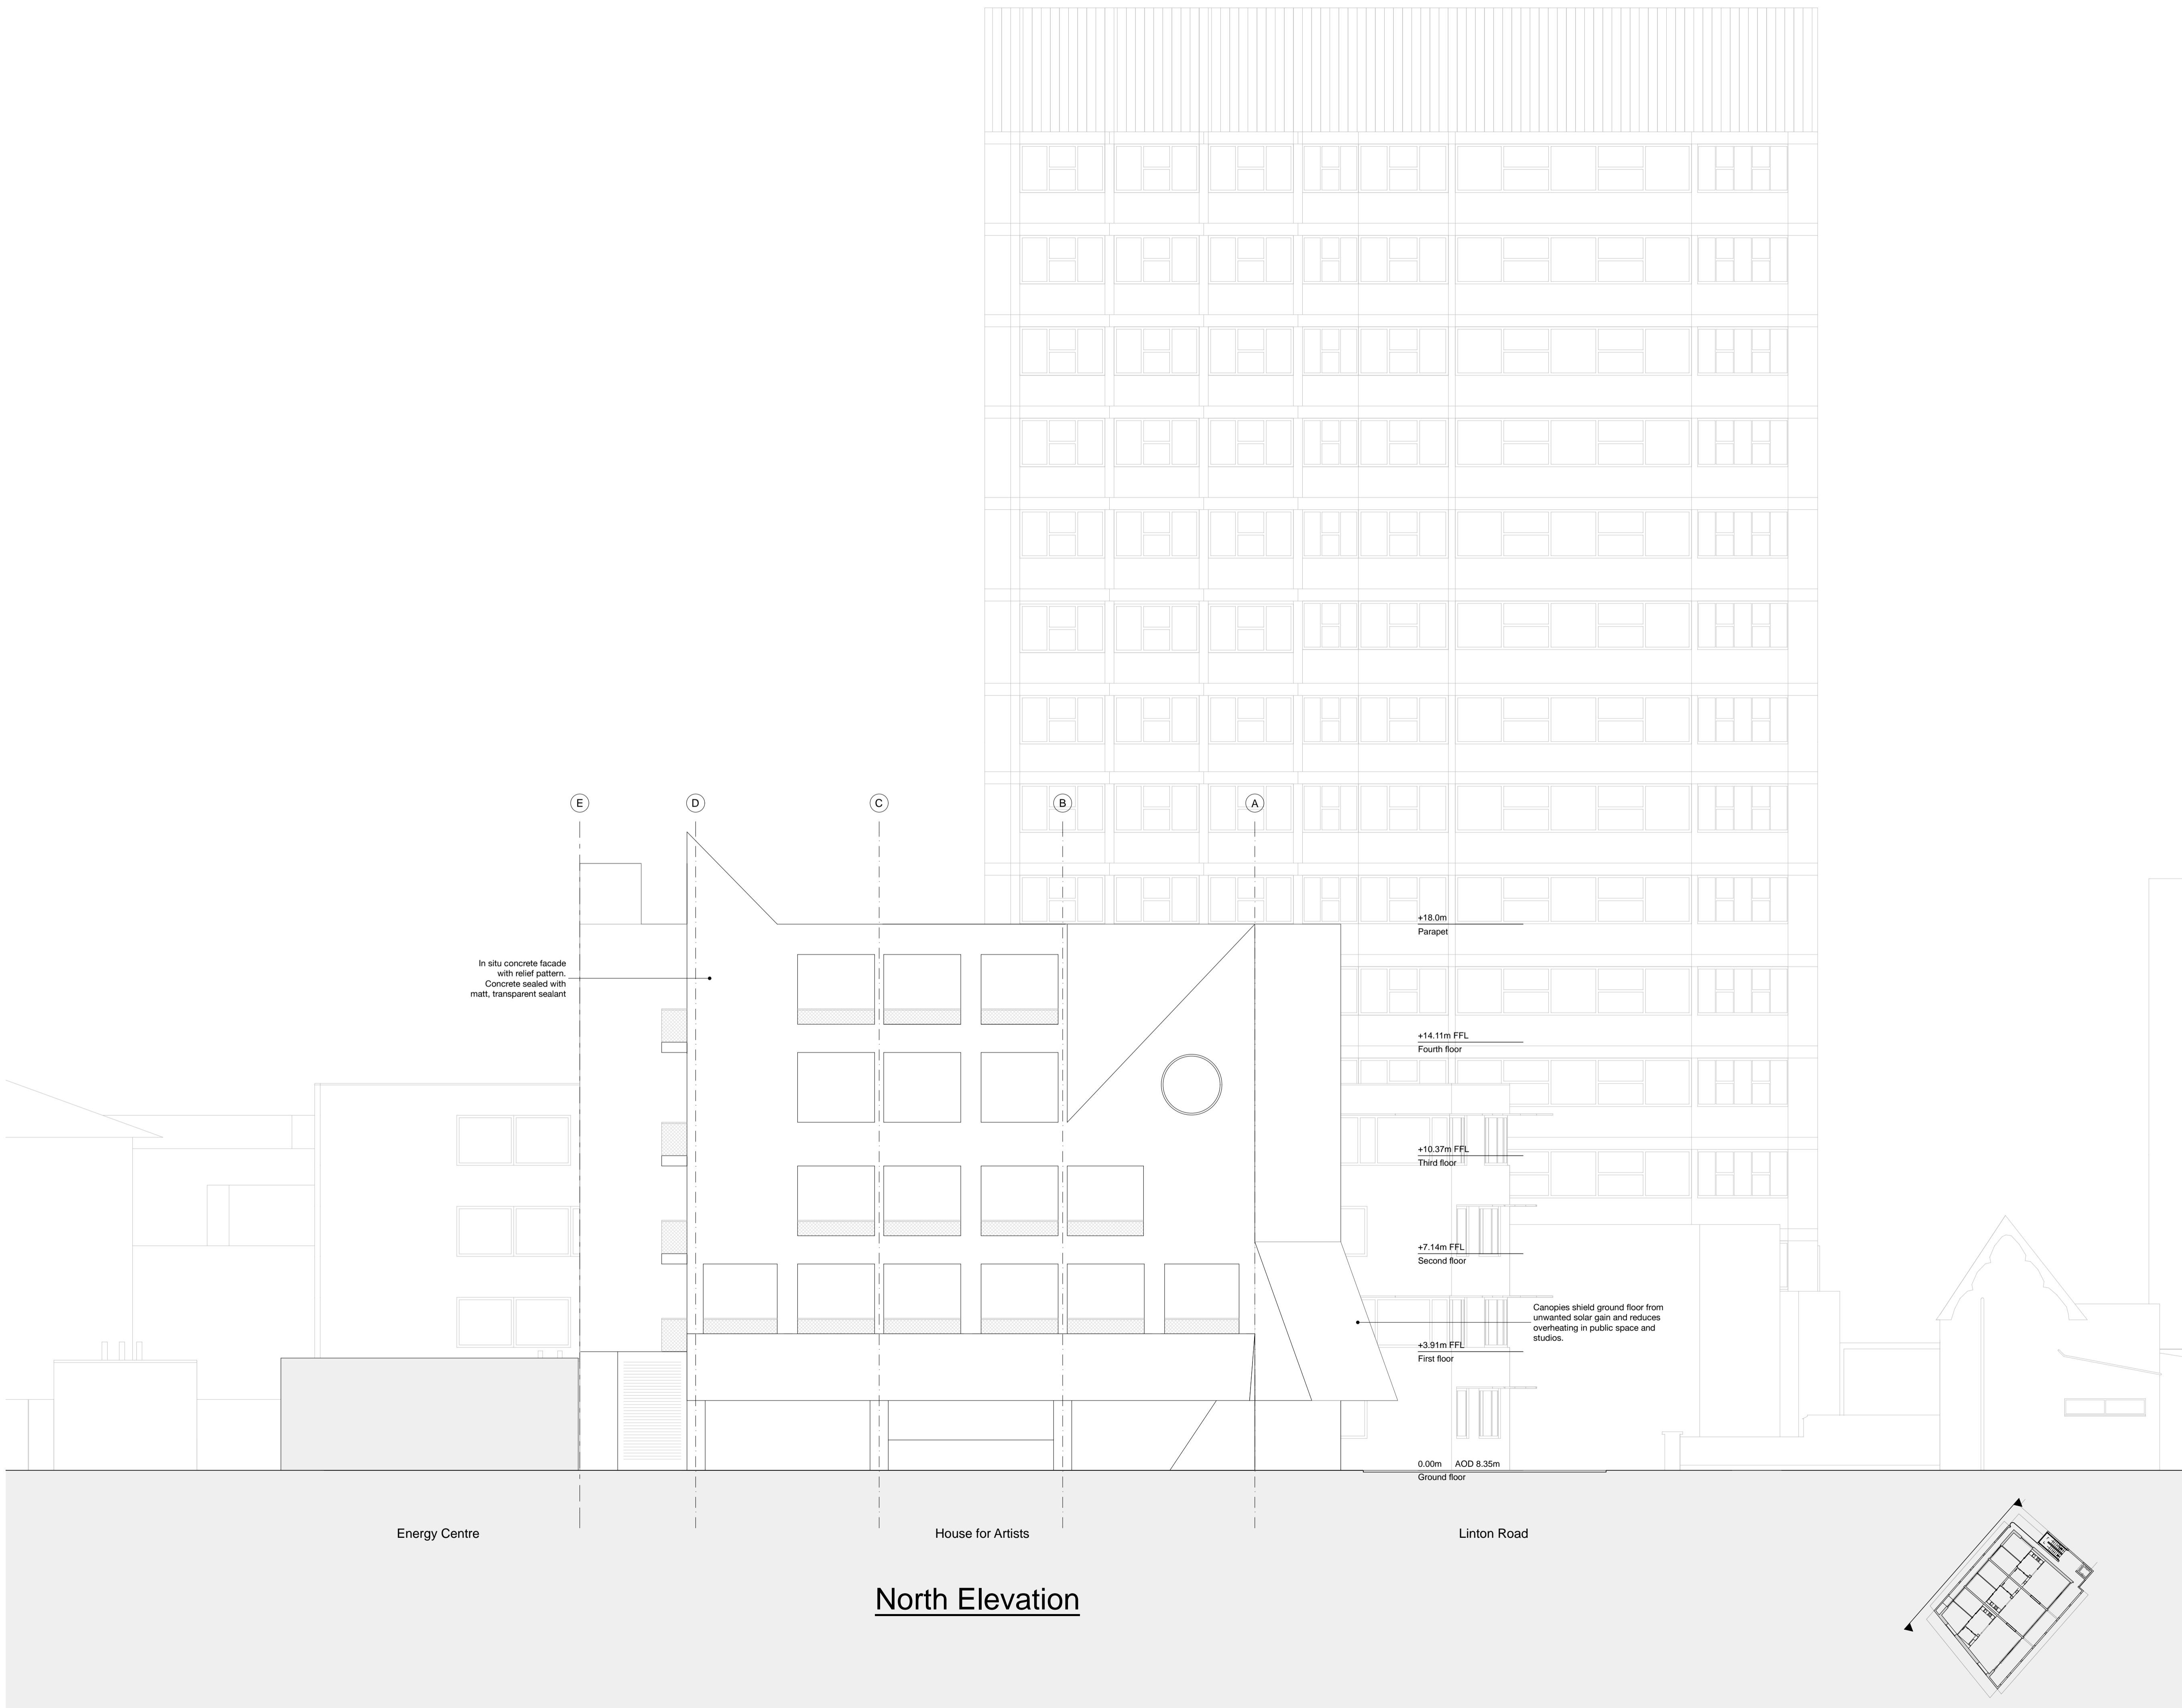 E
D
C
B
A
+18.0m
Parapet
In situ concrete facade
with relief pattern.
Concrete sealed with
matt, transparent sealant
+14.11m FFL
Fourth floor
+10.37m FFL
Third floor
+7.14m FFL
Second floor
Canopies shield ground floor from
unwanted solar gain and reduces
overheating in public space and
studios.
+3.91m FFL
First floor
0.00m AOD 8.35m
Ground floor
Energy Centre
House for Artists
Linton Road
North Elevation